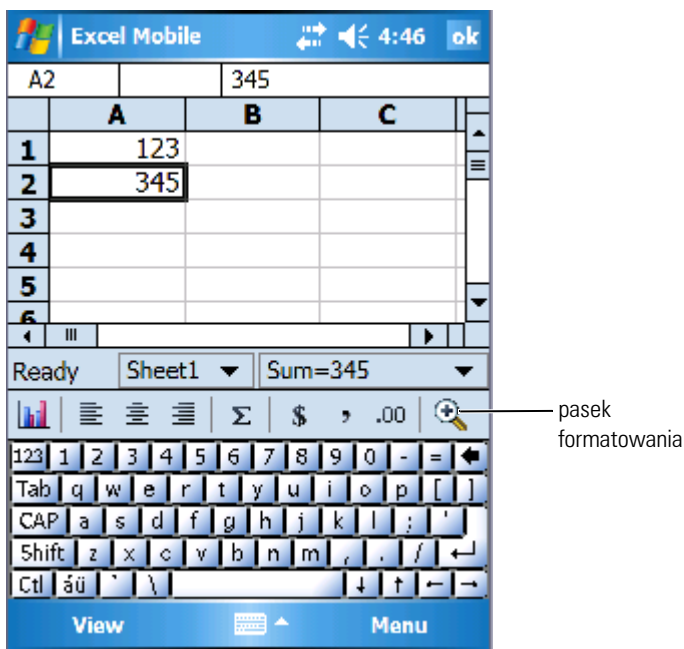 Excel Mobile 4:46 ok
A2 345
A B C
1 123
2 345
3
4
5
6
Ready Sheet1 Sum=345
Σ $ , .00
pasek
formatowania
123 1 2 3 4 5 6 7 8 9 0 - =
Tab q w e r t y u i o p [ ]
CAP a s d f g h j k l ; '
Shift z x c v b n m , . /
Ctl áü ` \
View Menu